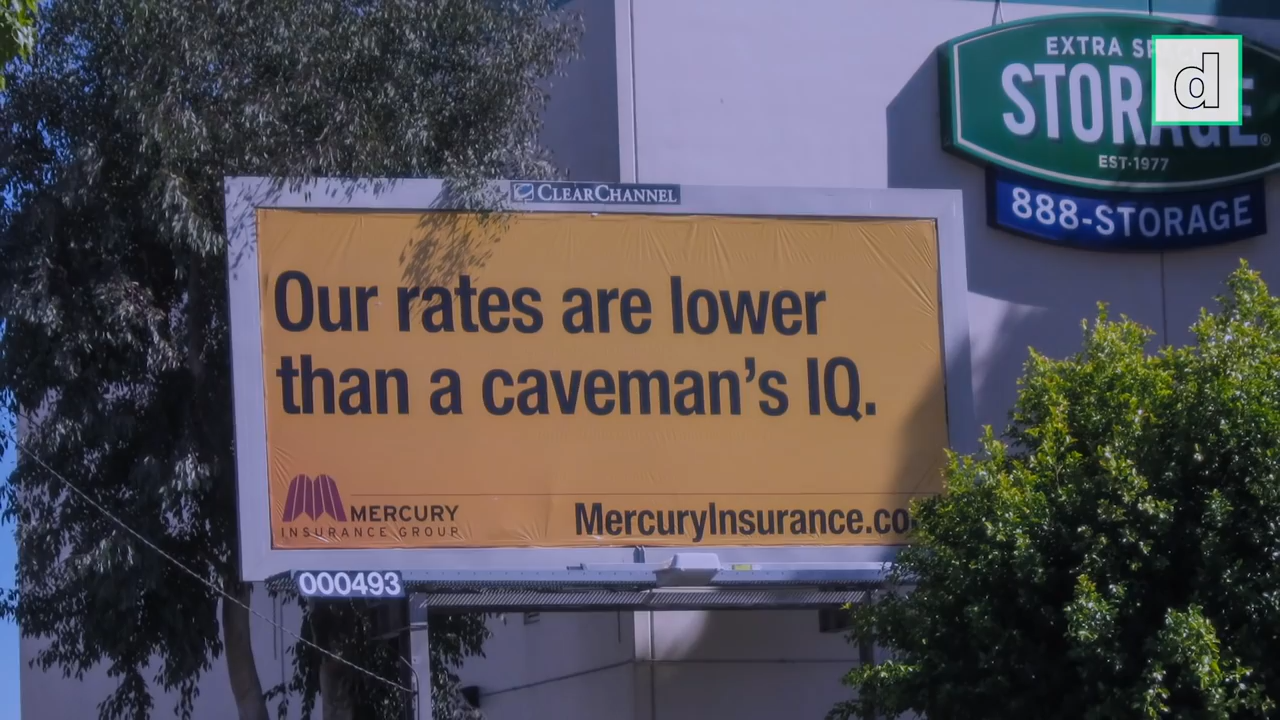 EXTRA
STORAGE
EST·1977
888-STORAGE
d
CLEARCHANNEL
Our rates are lower
than a caveman's IQ.
MERCURY
INSURANCE GROUP
MercuryInsurance.co
000493